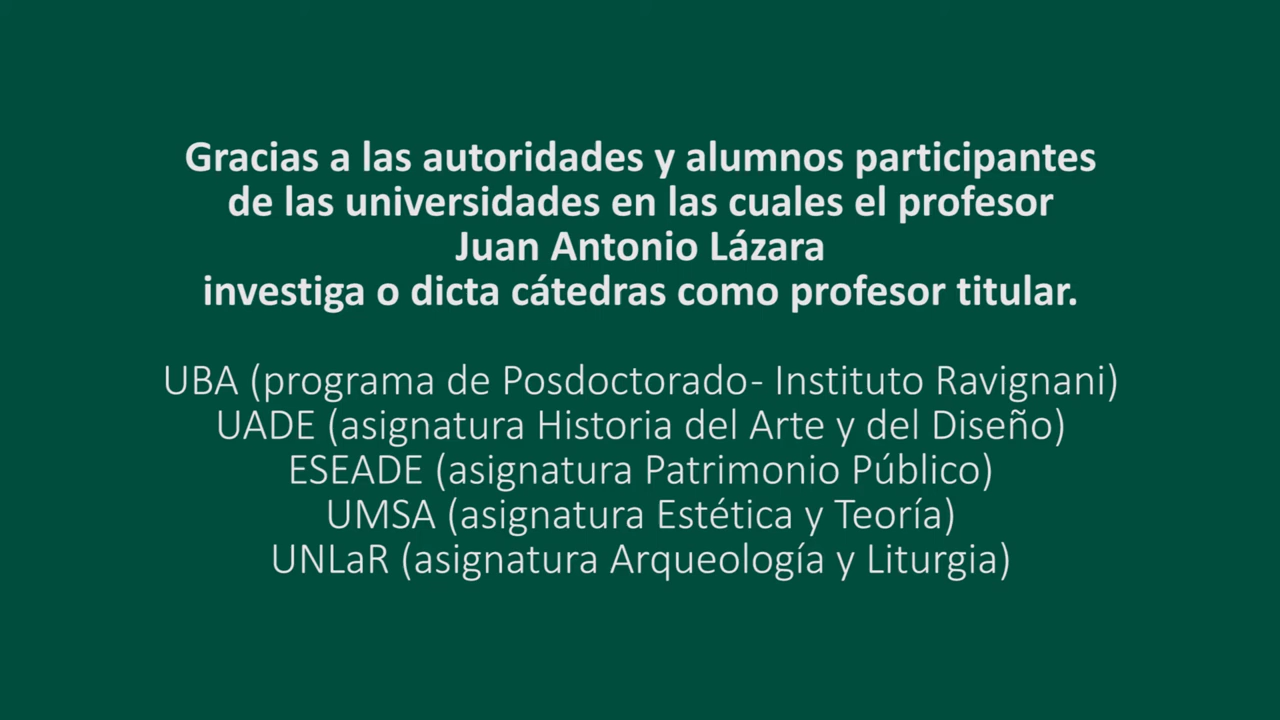 Gracias a las autoridades y alumnos participantes
de las universidades en las cuales el profesor
Juan Antonio Lázara
investiga o dicta cátedras como profesor titular.
UBA (programa de Posdoctorado- Instituto Ravignani)
UADE (asignatura Historia del Arte y del Diseño)
ESEADE (asignatura Patrimonio Público)
UMSA (asignatura Estética y Teoría)
UNLaR (asignatura Arqueología y Liturgia)